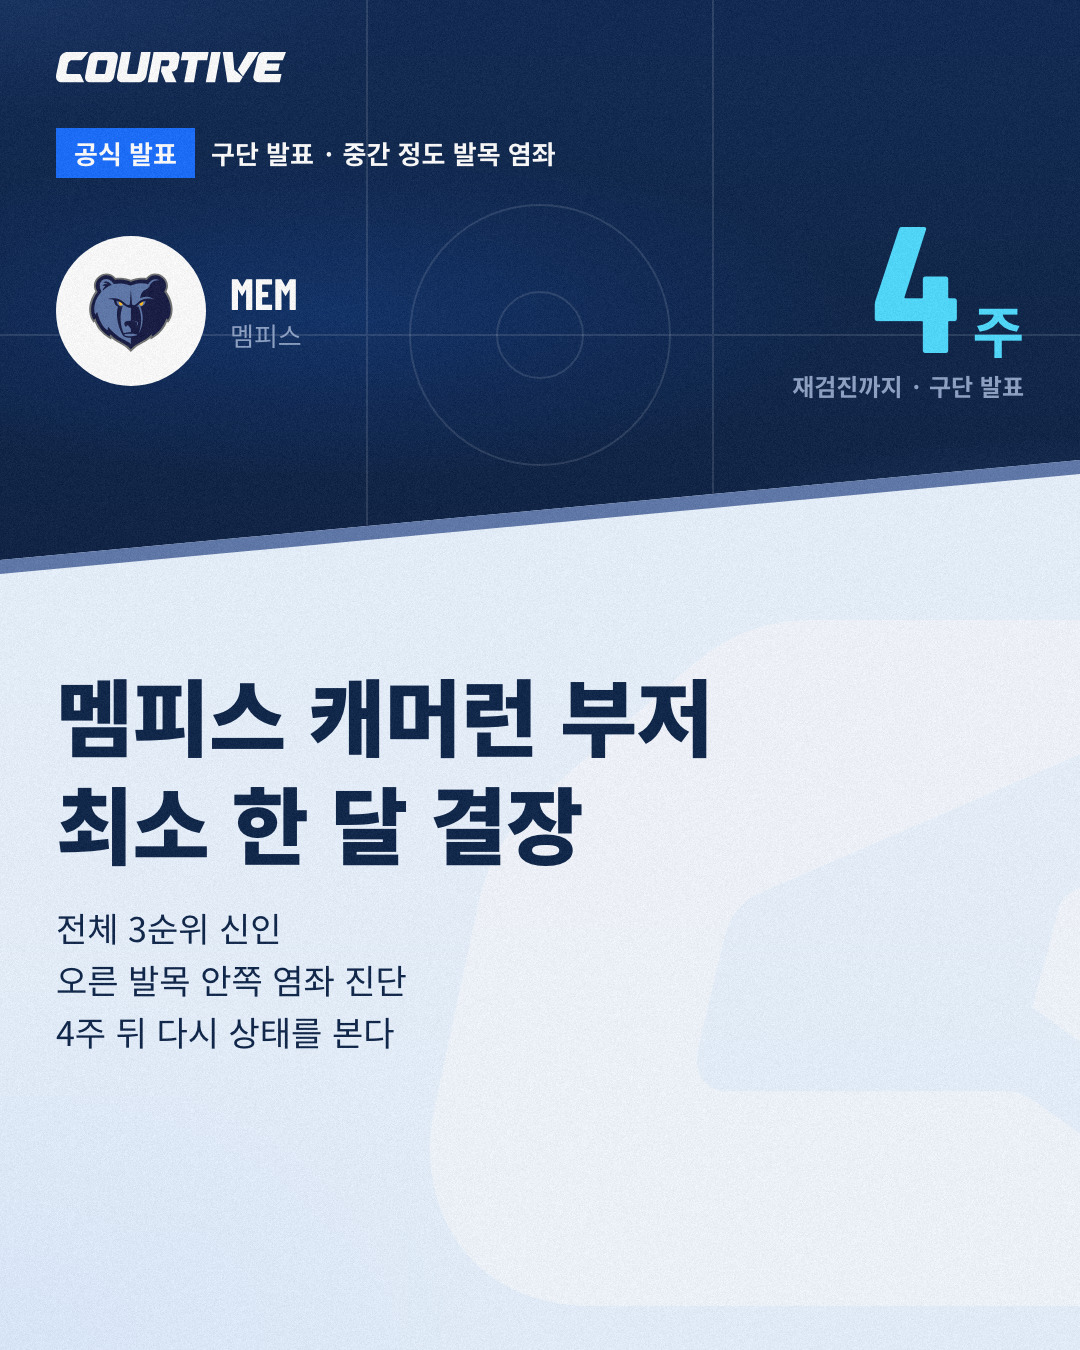 COURTIVE
공식 발표 구단 발표 · 중간 정도 발목 염좌
MEM
멤피스
4주
재검진까지 · 구단 발표
멤피스 캐머런 부저
최소 한 달 결장
전체 3순위 신인
오른 발목 안쪽 염좌 진단
4주 뒤 다시 상태를 본다